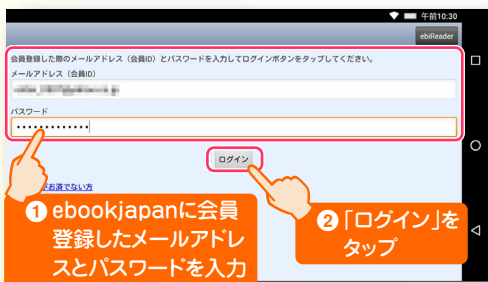 午前10:30
ebiReader
会員登録した際のメールアドレス（会員ID）とパスワードを入力してログインボタンをタップしてください。
メールアドレス（会員ID）
パスワード
•••••••••••••
ログイン
お済でない方
1 ebookjapanに会員
登録したメールアドレ
スとパスワードを入力
2 「ログイン」を
タップ